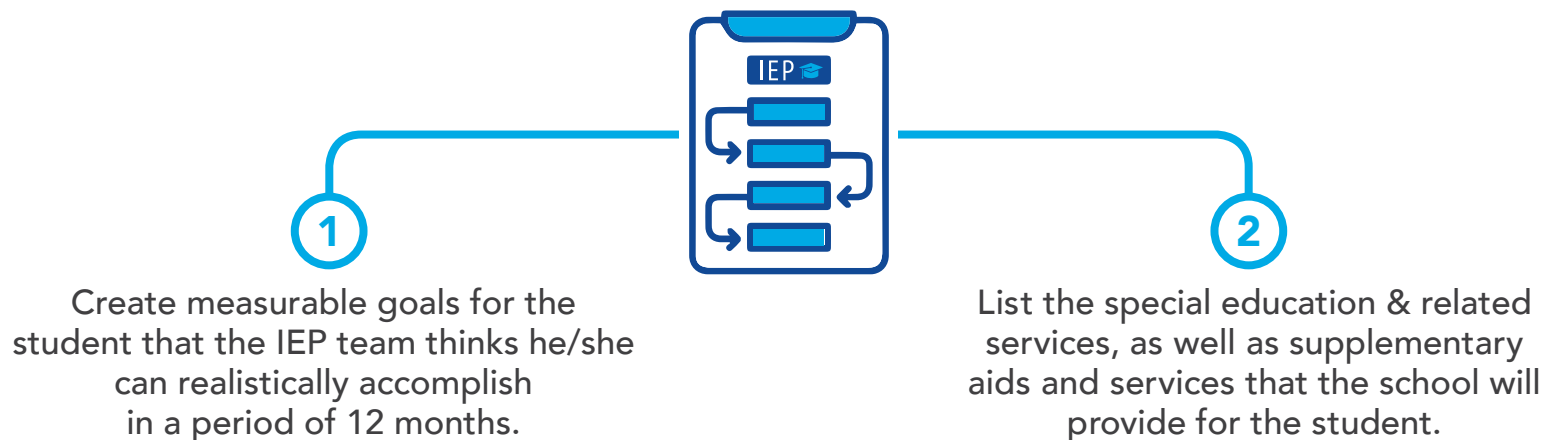 IEP
1
Create measurable goals for the
student that the IEP team thinks he/she
can realistically accomplish
in a period of 12 months.
2
List the special education & related
services, as well as supplementary
aids and services that the school will
provide for the student.